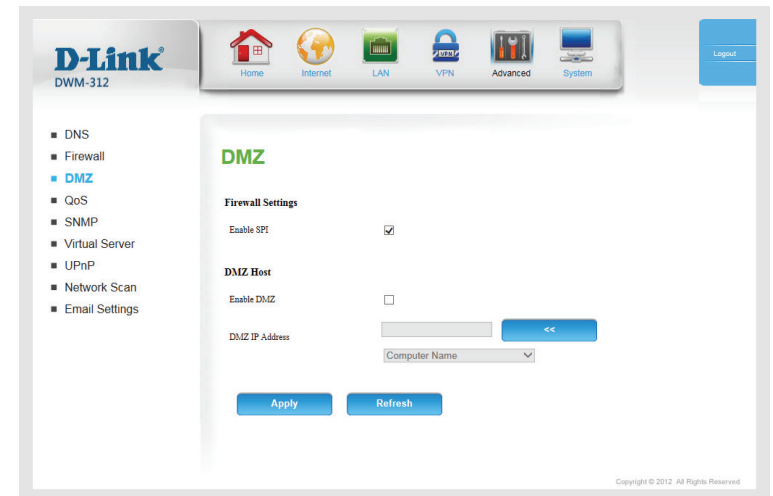 D-Link®
DWM-312
Home Internet LAN VPN Advanced System
Logout
DNS
Firewall
DMZ
QoS
SNMP
Virtual Server
UPnP
Network Scan
Email Settings
DMZ
Firewall Settings
Enable SPI
DMZ Host
Enable DMZ
DMZ IP Address
<<
Computer Name
Apply Refresh
Copyright © 2012 All Rights Reserved